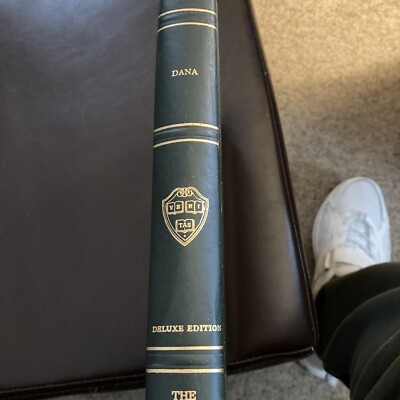 DANA
VE RI
TAS
DELUXE EDITION
THE